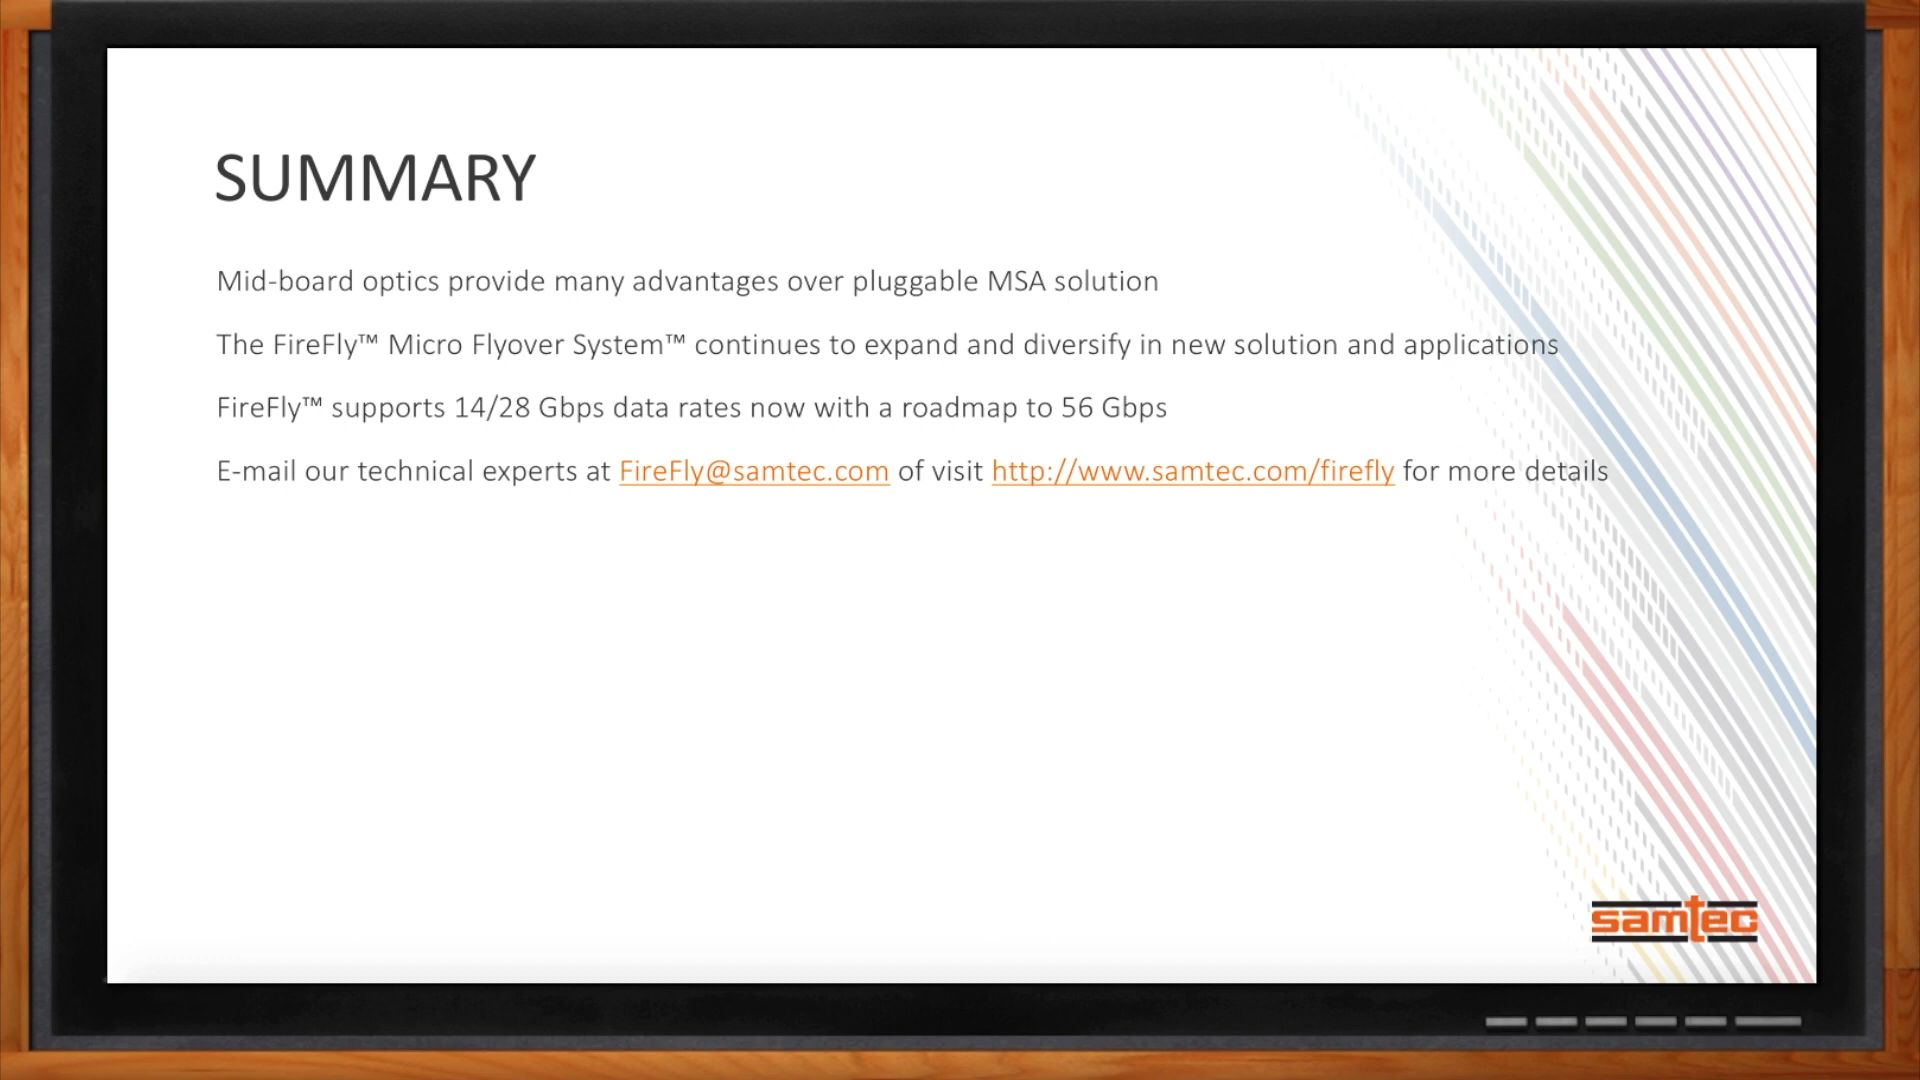 SUMMARY
Mid-board optics provide many advantages over pluggable MSA solution
The FireFly™ Micro Flyover System™ continues to expand and diversify in new solution and applications
FireFly™ supports 14/28 Gbps data rates now with a roadmap to 56 Gbps
E-mail our technical experts at FireFly@samtec.com of visit http://www.samtec.com/firefly for more details
samtec